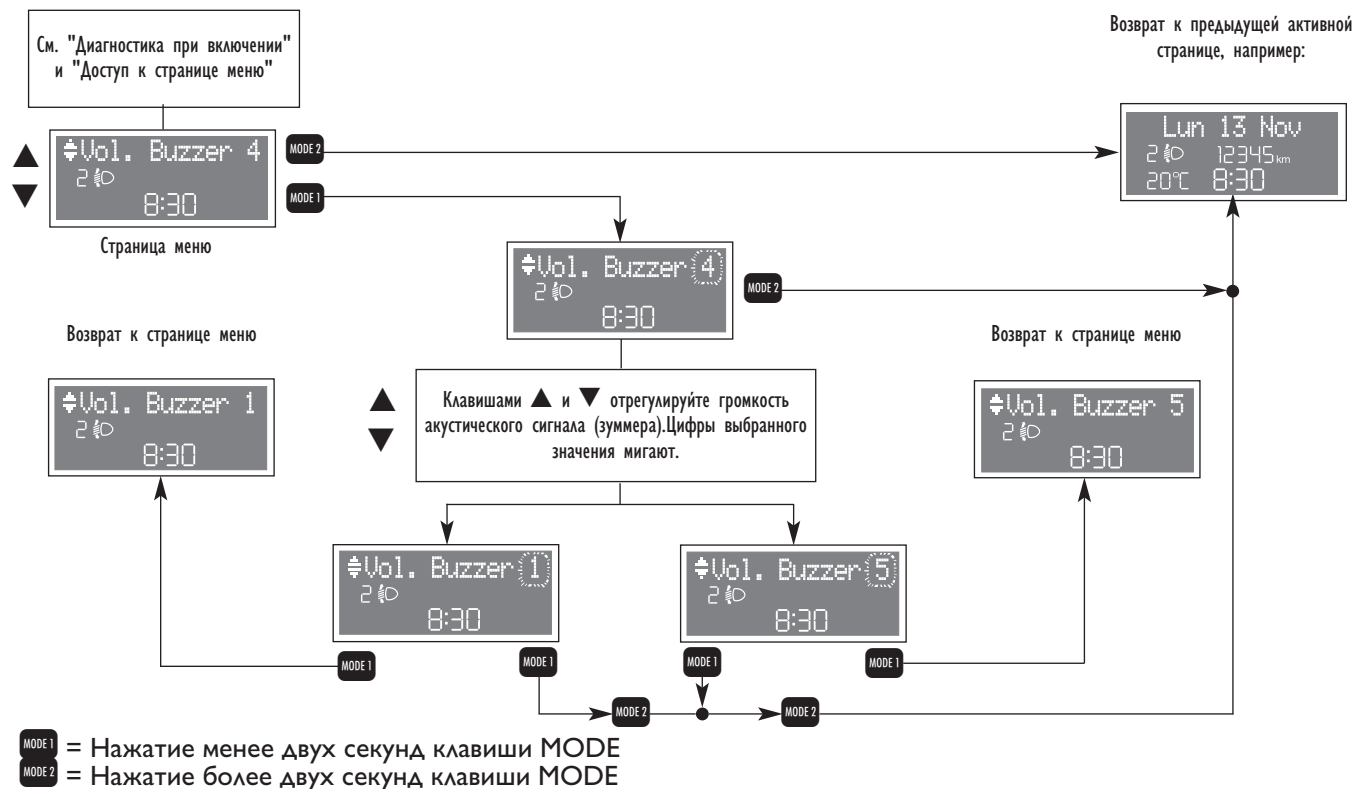 См. "Диагностика при включении"
и "Доступ к странице меню"
Возврат к предыдущей активной
странице, например:
Vol. Buzzer 4
2
8:30
MODE 2
MODE 1
Lun 13 Nov
2 12345 km
20°C 8:30
Страница меню
Vol. Buzzer 4
2
8:30
MODE 2
Возврат к странице меню
Возврат к странице меню
Vol. Buzzer 1
2
8:30
Клавишами ▲ и ▼ отрегулируйте громкость
акустического сигнала (зуммера).Цифры выбранного
значения мигают.
Vol. Buzzer 5
2
8:30
Vol. Buzzer 1
2
8:30
Vol. Buzzer 5
2
8:30
MODE 1
MODE 1
MODE 1
MODE 1
MODE 2
MODE 2
MODE 1 = Нажатие менее двух секунд клавиши MODE
MODE 2 = Нажатие более двух секунд клавиши MODE